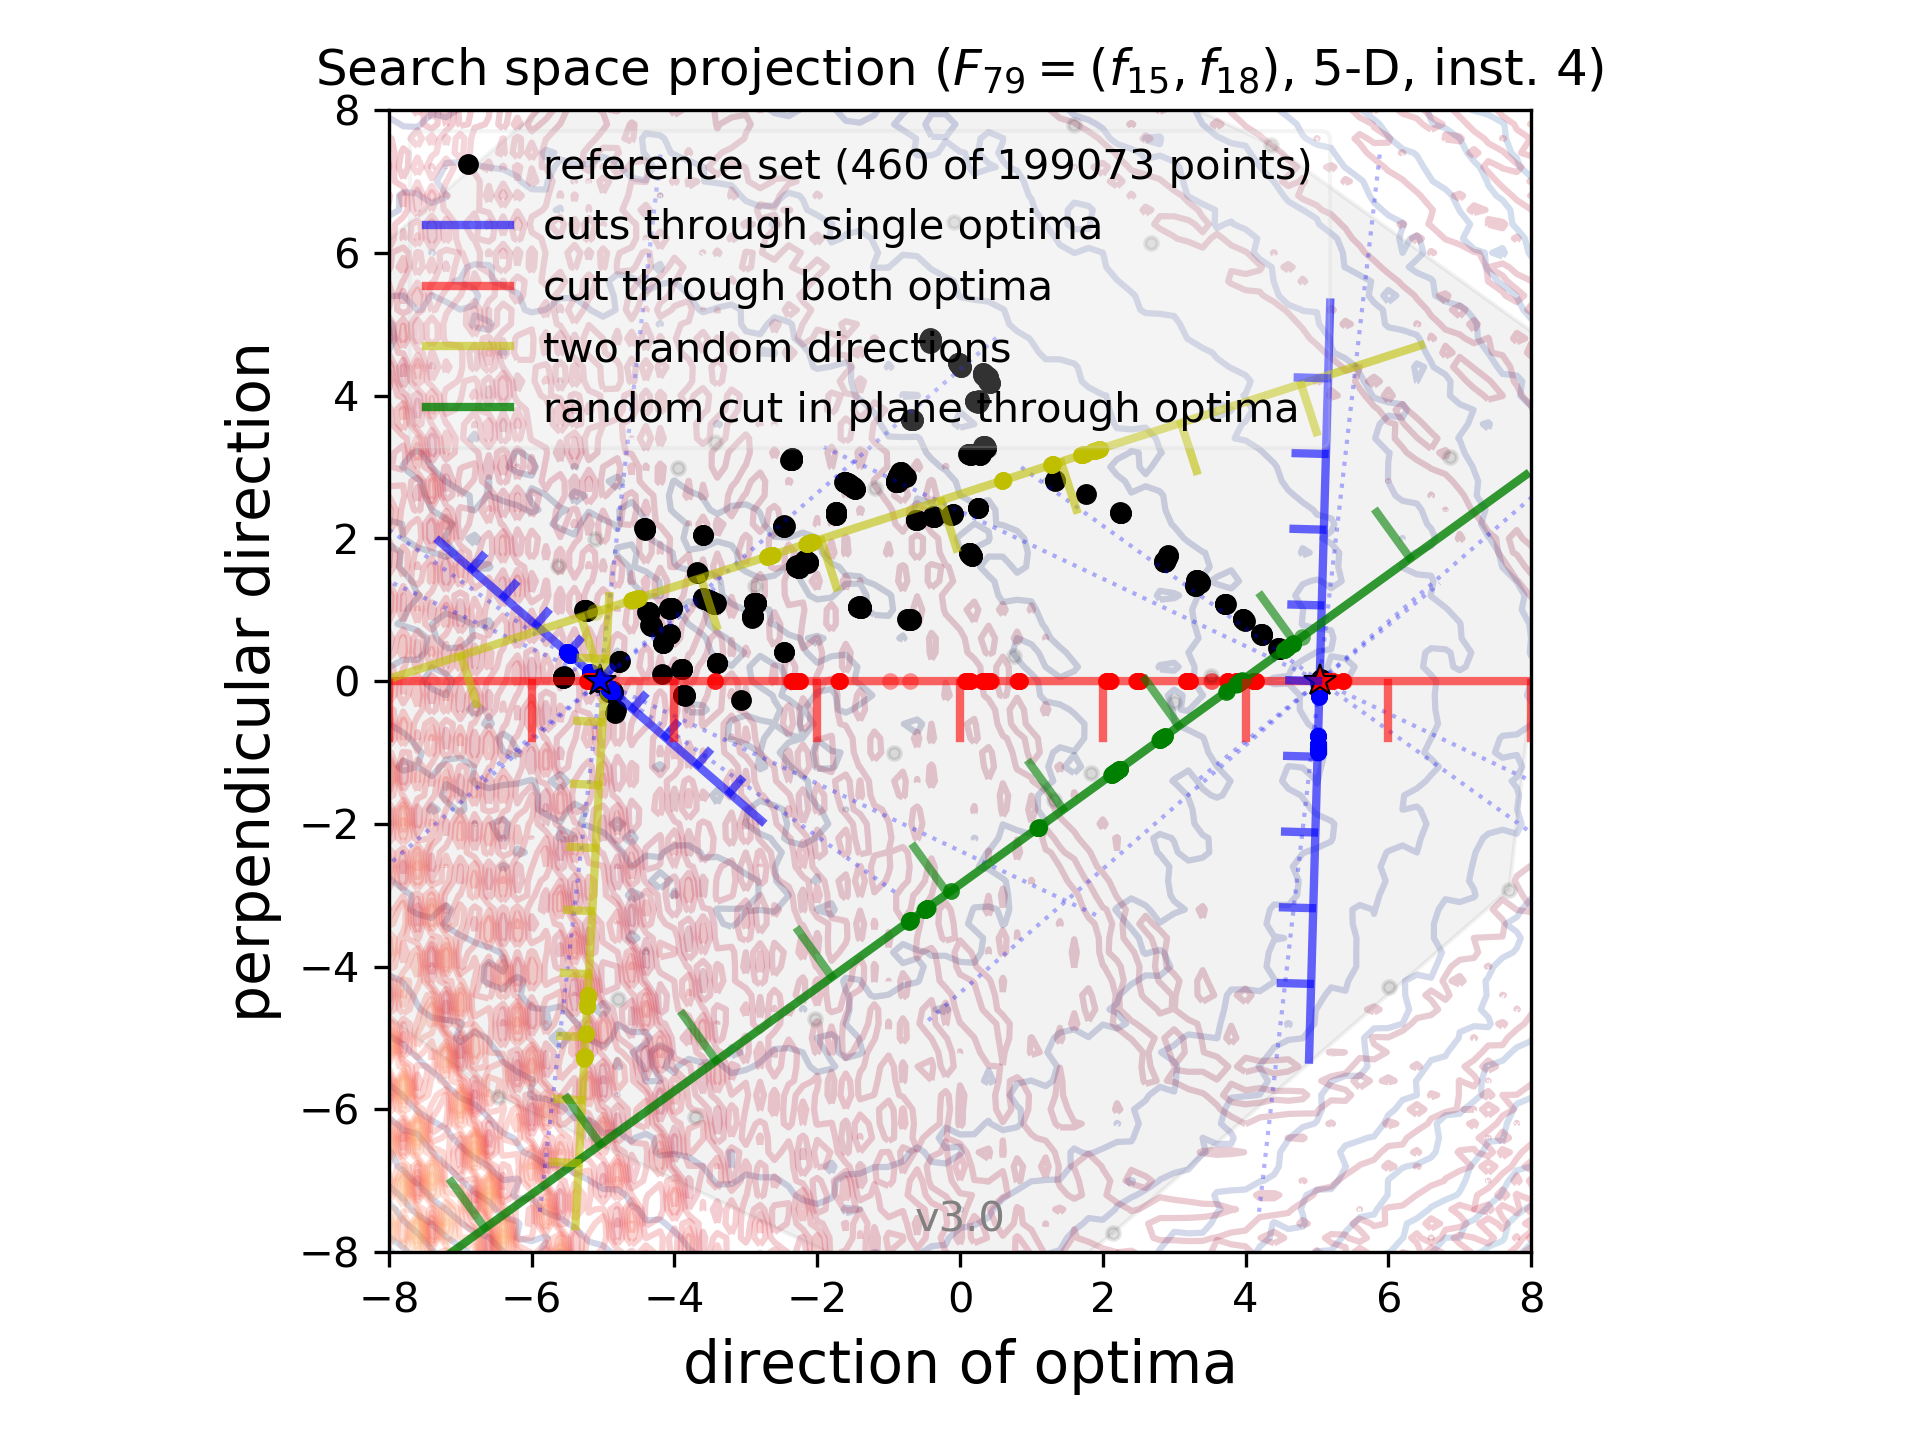 Search space projection (F79 = (f15, f18), 5-D, inst. 4)
8
6
4
2
0
−2
−4
−6
−8
perpendicular direction
reference set (460 of 199073 points)
cuts through single optima
cut through both optima
two random directions
random cut in plane through optima
v3.0
−8 −6 −4 −2 0 2 4 6 8
direction of optima